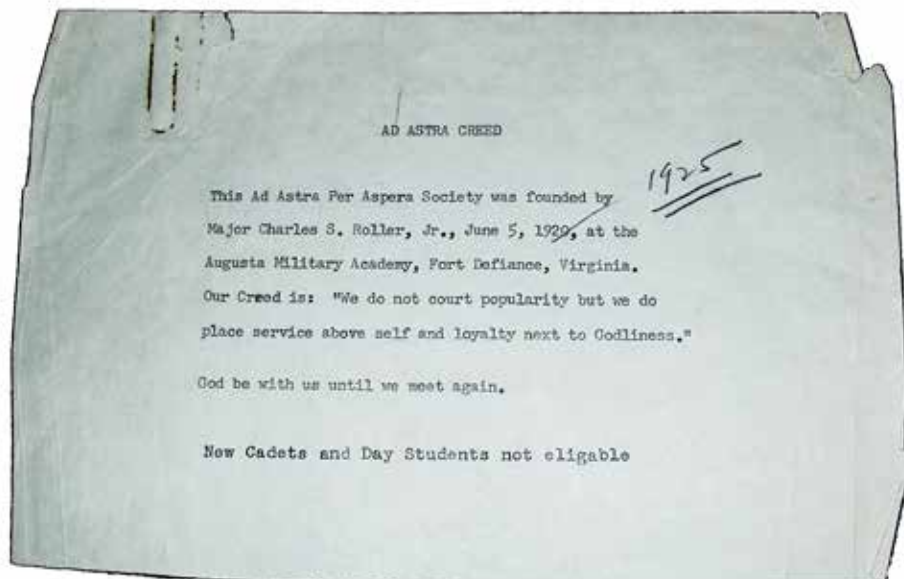 AD ASTRA CREED
1925
This Ad Astra Per Aspera Society was founded by
Major Charles S. Roller, Jr., June 5, 1920, at the
Augusta Military Academy, Fort Defiance, Virginia.
Our Creed is: "We do not court popularity but we do
place service above self and loyalty next to Godliness."
God be with us until we meet again.
New Cadets and Day Students not eligable